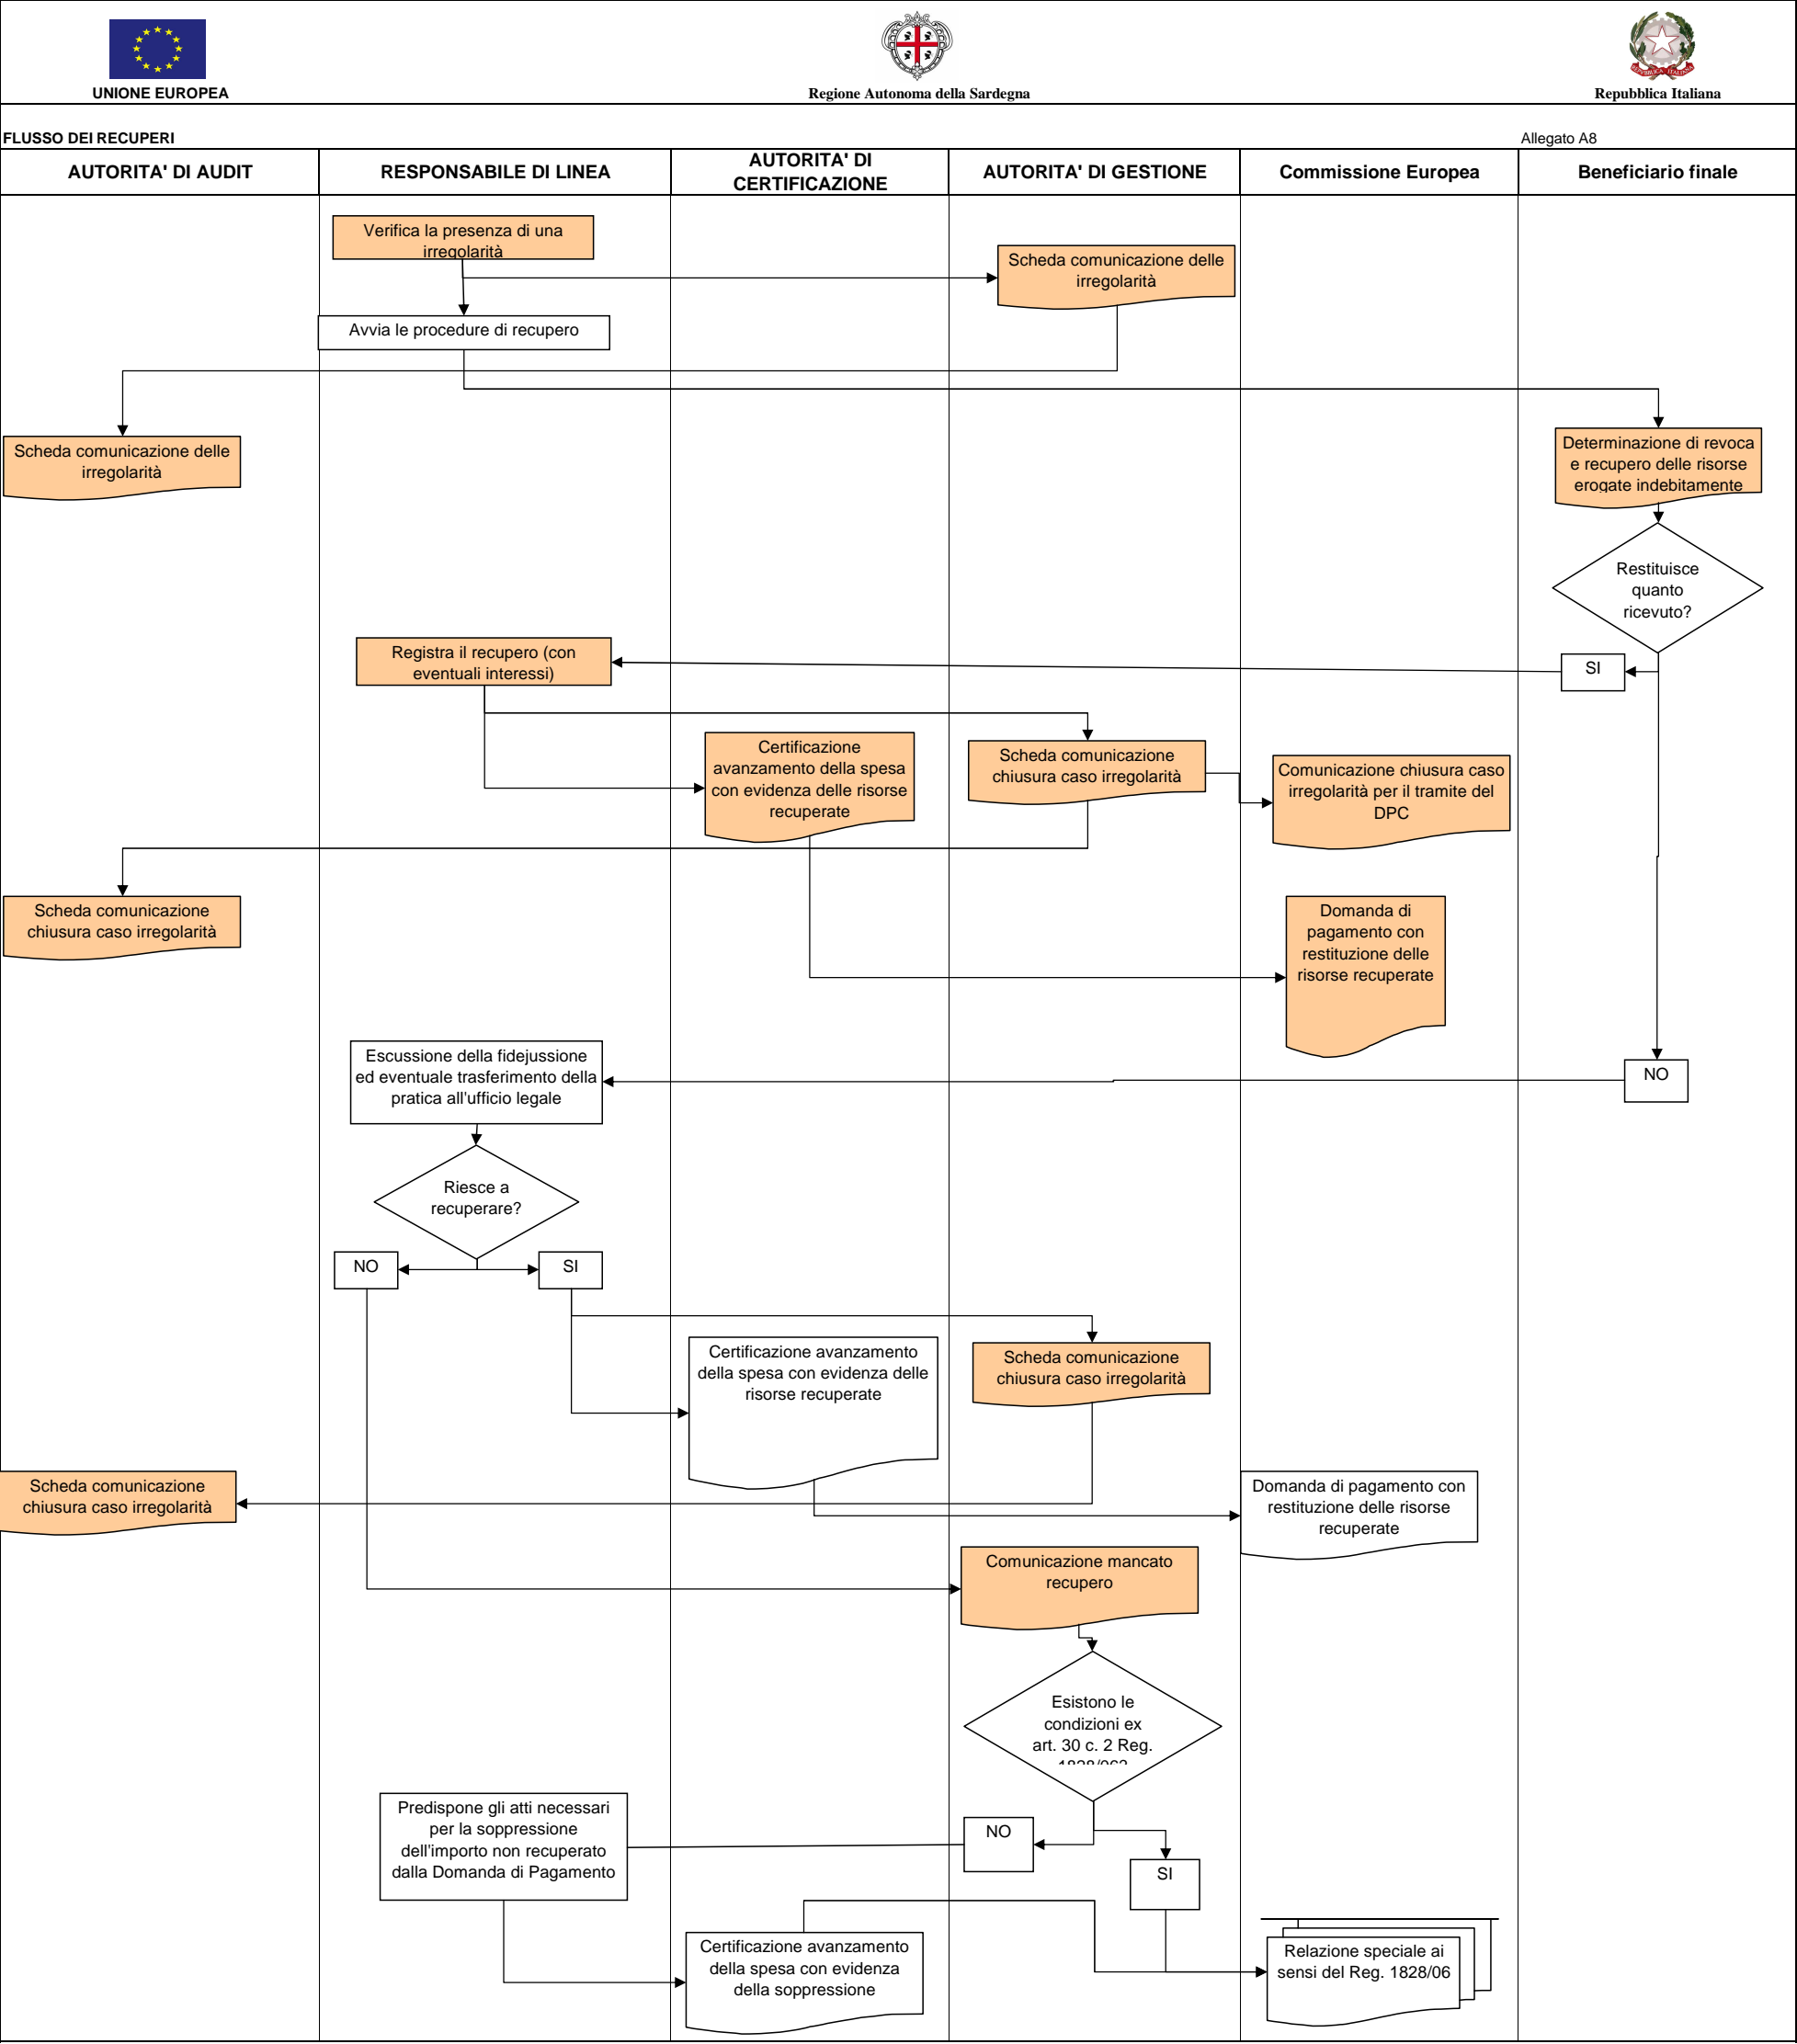 UNIONE EUROPEA
Regione Autonoma della Sardegna
Repubblica Italiana
FLUSSO DEI RECUPERI
Allegato A8
AUTORITA' DI AUDIT
RESPONSABILE DI LINEA
AUTORITA' DI
CERTIFICAZIONE
AUTORITA' DI GESTIONE
Commissione Europea
Beneficiario finale
Verifica la presenza di una
irregolarità
Scheda comunicazione delle
irregolarità
Avvia le procedure di recupero
Scheda comunicazione delle
irregolarità
Determinazione di revoca
e recupero delle risorse
erogate indebitamente
Restituisce
quanto
ricevuto?
SI
Registra il recupero (con
eventuali interessi)
Certificazione
avanzamento della spesa
con evidenza delle risorse
recuperate
Scheda comunicazione
chiusura caso irregolarità
Comunicazione chiusura caso
irregolarità per il tramite del
DPC
Scheda comunicazione
chiusura caso irregolarità
Domanda di
pagamento con
restituzione delle
risorse recuperate
Escussione della fidejussione
ed eventuale trasferimento della
pratica all'ufficio legale
NO
Riesce a
recuperare?
NO
SI
Certificazione avanzamento
della spesa con evidenza delle
risorse recuperate
Scheda comunicazione
chiusura caso irregolarità
Scheda comunicazione
chiusura caso irregolarità
Domanda di pagamento con
restituzione delle risorse
recuperate
Comunicazione mancato
recupero
Esistono le
condizioni ex
art. 30 c. 2 Reg.
1828/06?
Predispone gli atti necessari
per la soppressione
dell'importo non recuperato
dalla Domanda di Pagamento
NO
SI
Certificazione avanzamento
della spesa con evidenza
della soppressione
Relazione speciale ai
sensi del Reg. 1828/06